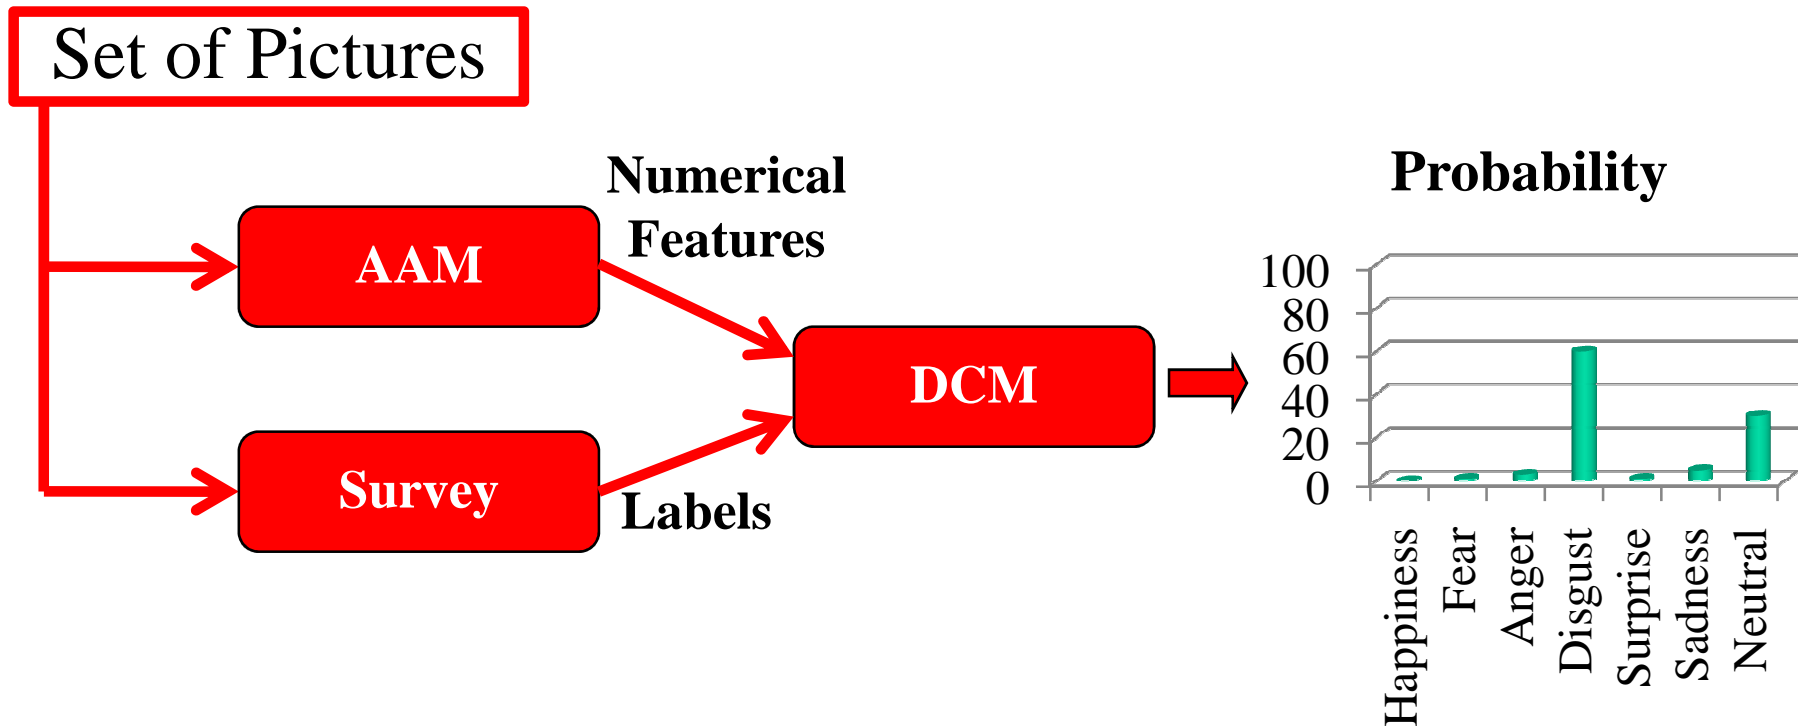 Set of Pictures
Numerical
Features
AAM
DCM
Survey
Labels
Probability
100
80
60
40
20
0
Happiness
Fear
Anger
Disgust
Surprise
Sadness
Neutral